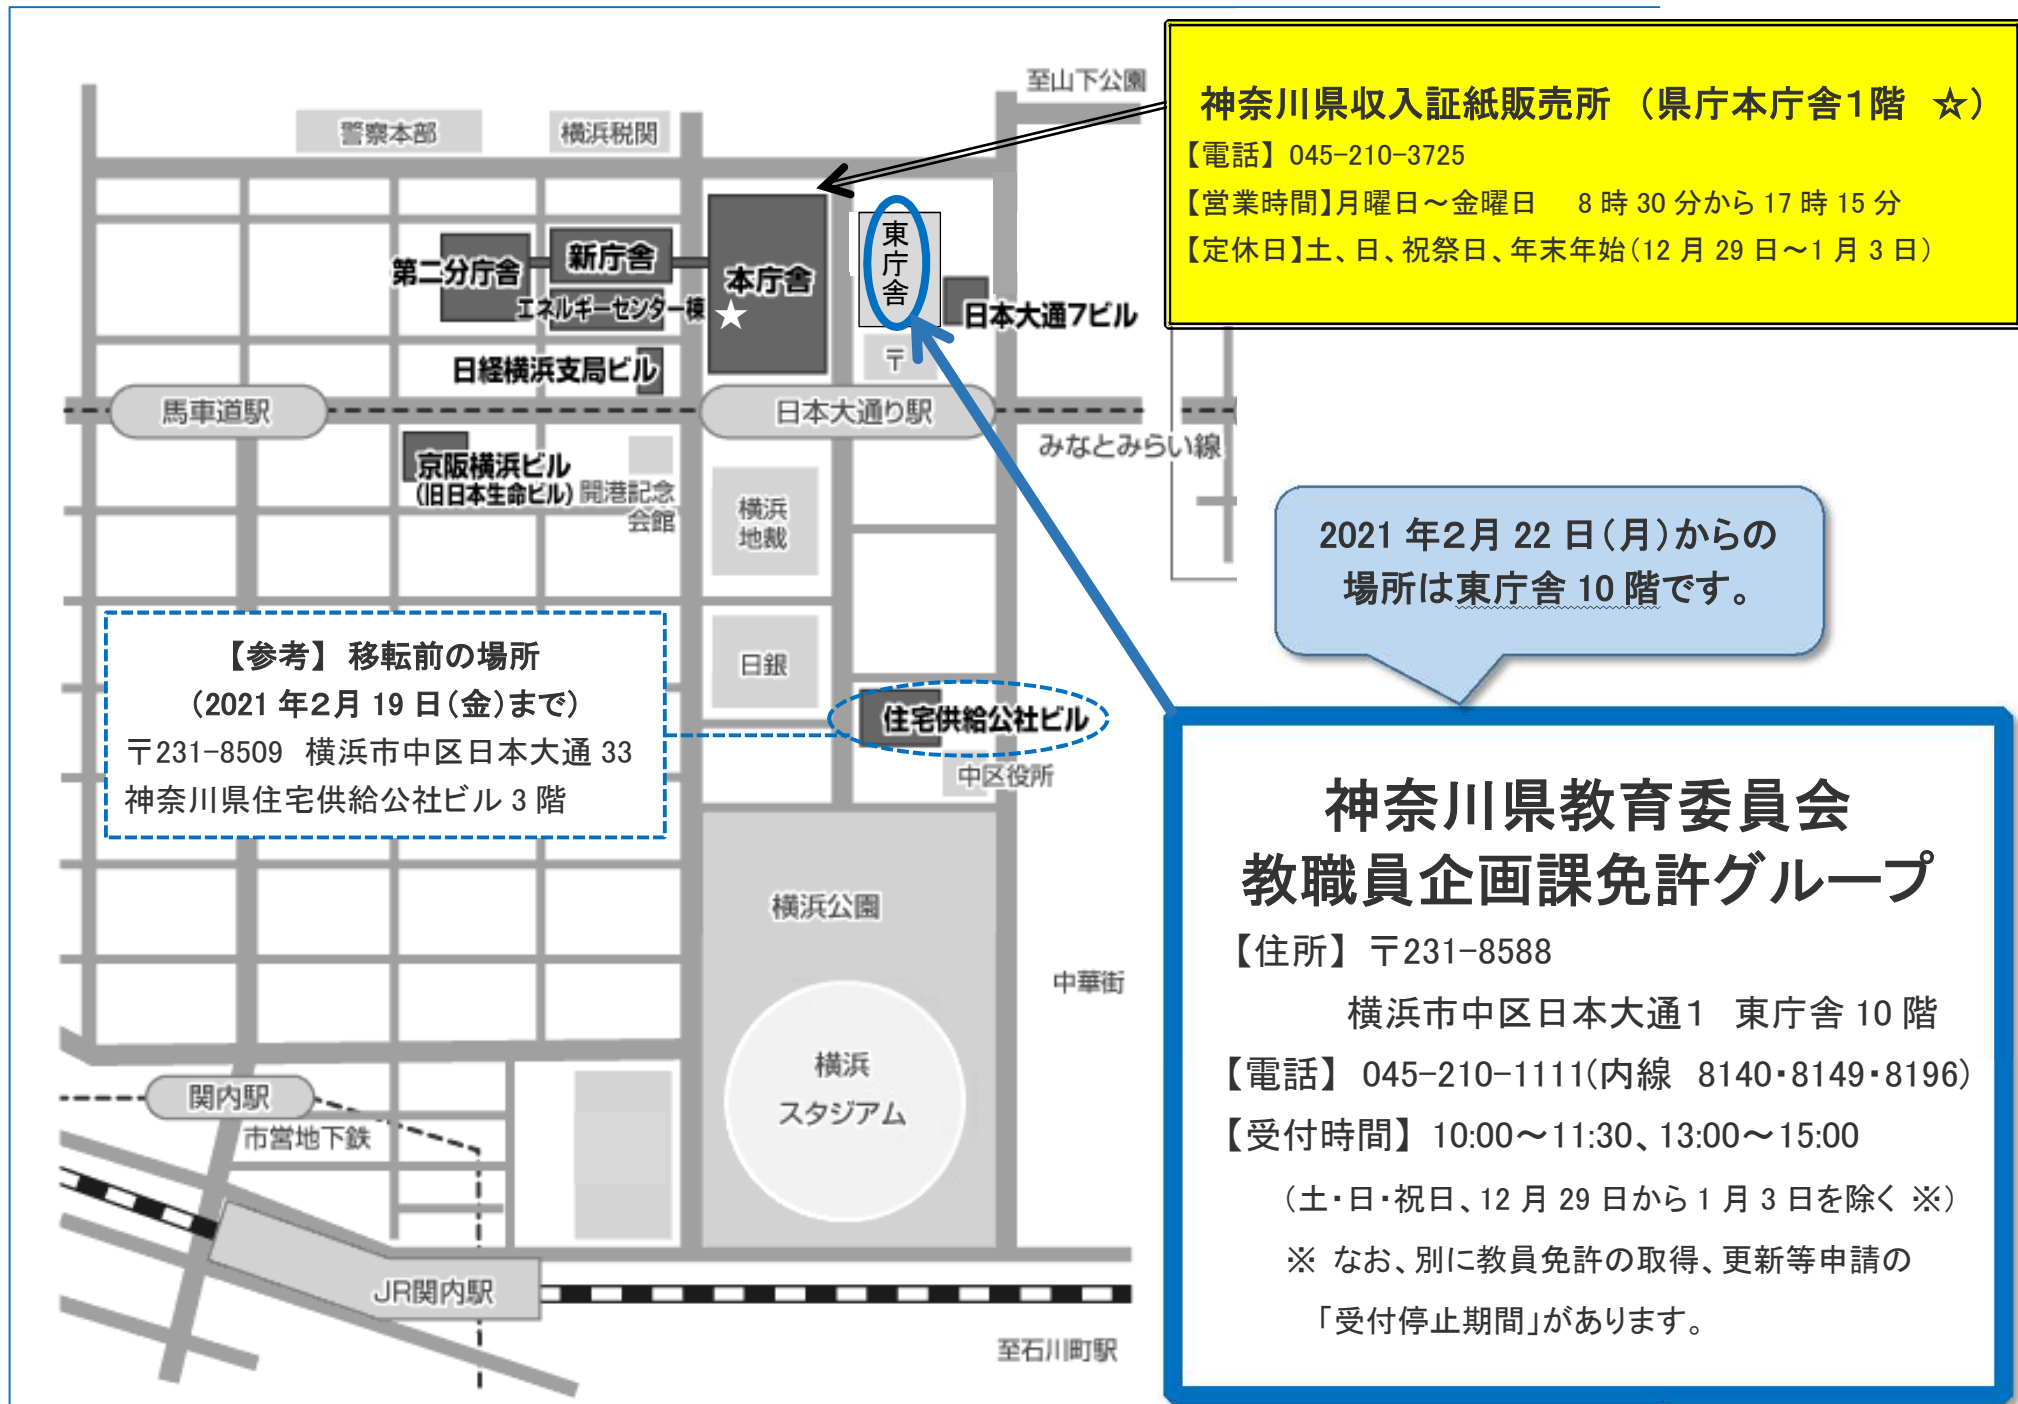 至山下公園
神奈川県収入証紙販売所 (県庁本庁舎1階 ☆)
【電話】 045-210-3725
【営業時間】月曜日～金曜日 8時30分から17時15分
【定休日】土、日、祝祭日、年末年始(12月29日～1月3日)
警察本部
横浜税関
第二分庁舎
新庁舎
エネルギーセンター棟
本庁舎
☆
東庁舎
日本大通7ビル
〒
日経横浜支局ビル
馬車道駅
日本大通り駅
みなとみらい線
京阪横浜ビル
(旧日本生命ビル)
開港記念
会館
横浜
地裁
2021年2月22日(月)からの
場所は東庁舎10階です。
【参考】 移転前の場所
(2021年2月19日(金)まで)
〒231-8509 横浜市中区日本大通33
神奈川県住宅供給公社ビル3階
日銀
住宅供給公社ビル
中区役所
横浜公園
中華街
横浜
スタジアム
関内駅
市営地下鉄
JR関内駅
至石川町駅
神奈川県教育委員会
教職員企画課免許グループ
【住所】 〒231-8588
横浜市中区日本大通1 東庁舎10階
【電話】 045-210-1111(内線 8140・8149・8196)
【受付時間】 10:00～11:30、13:00～15:00
(土・日・祝日、12月29日から1月3日を除く ※)
※ なお、別に教員免許の取得、更新等申請の
「受付停止期間」があります。